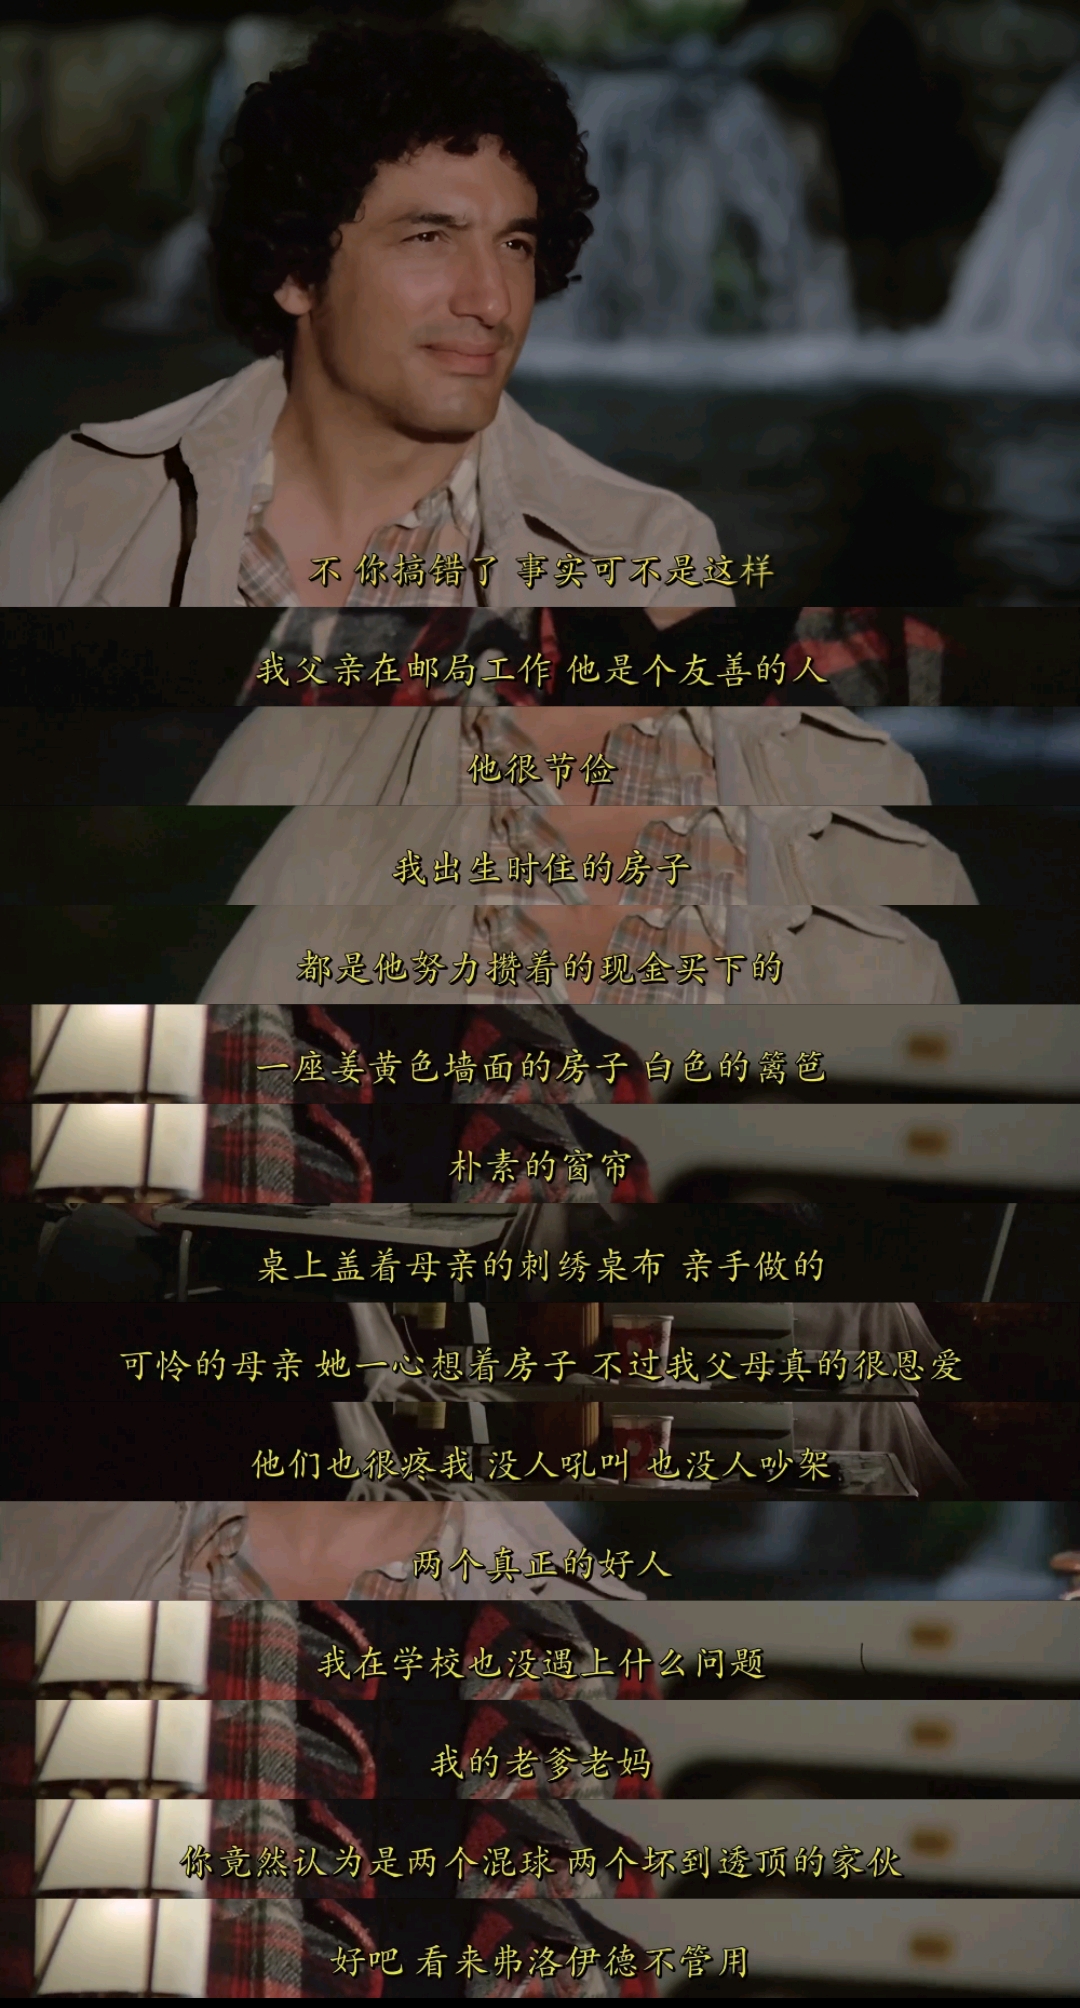 不 你搞错了 事实可不是这样
我父亲在邮局工作 他是个友善的人
他很节俭
我出生时住的房子
都是他努力攒着的现金买下的
一座姜黄色墙面的房子 白色的篱笆
朴素的窗帘
桌上盖着母亲的刺绣桌布 亲手做的
可怜的母亲 她一心想着房子 不过我父母真的很恩爱
他们也很疼我 没人吼叫 也没人吵架
两个真正的好人
我在学校也没遇上什么问题
我的老爹老妈
你竟然认为是两个混球 两个坏到透顶的家伙
好吧 看来弗洛伊德不管用